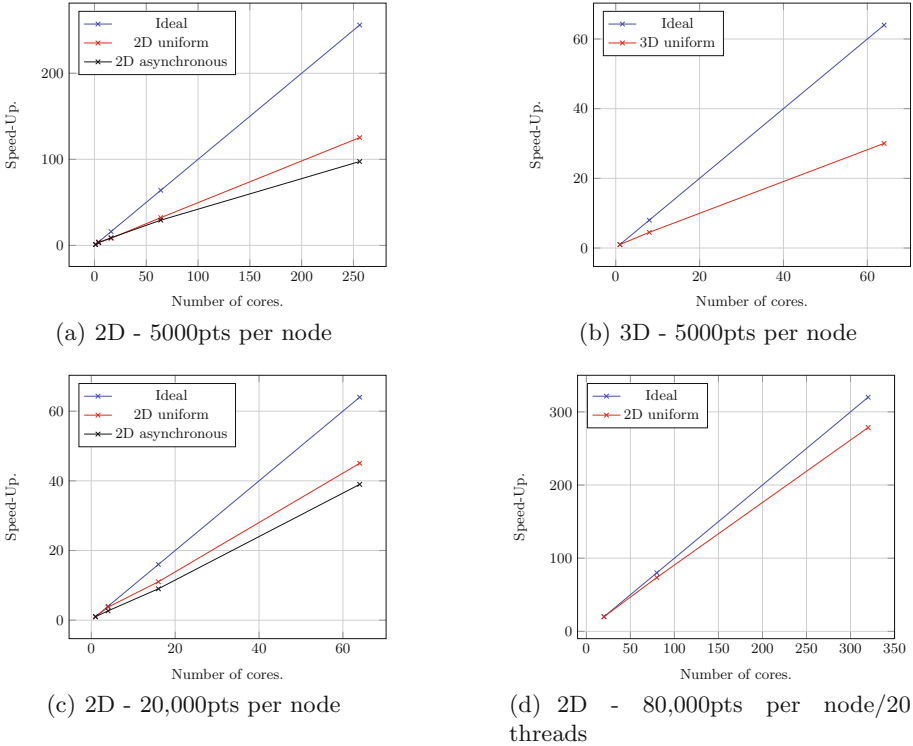 Ideal
2D uniform
2D asynchronous
200
100
0
Speed-Up.
0 50 100 150 200 250
Number of cores.
(a) 2D - 5000pts per node
Ideal
3D uniform
60
40
20
0
Speed-Up.
0 20 40 60
Number of cores.
(b) 3D - 5000pts per node
Ideal
2D uniform
2D asynchronous
60
40
20
0
Speed-Up.
0 20 40 60
Number of cores.
(c) 2D - 20,000pts per node
Ideal
2D uniform
300
200
100
0
Speed-Up.
0 50 100 150 200 250 300 350
Number of cores.
(d) 2D - 80,000pts per node/20
threads